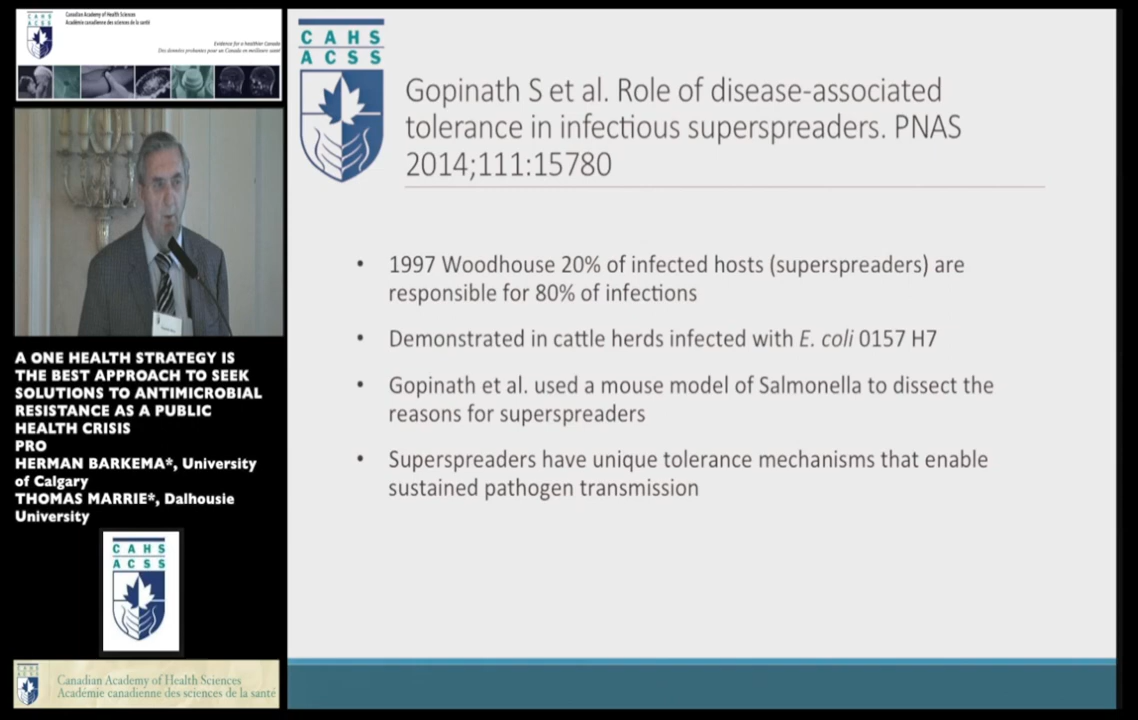 Canadian Academy of Health Sciences
Académie canadienne des sciences de la santé
Evidence for a healthier Canada
Des données probantes pour un Canada en meilleure santé
CAHS
ACSS
Gopinath S et al. Role of disease-associated
tolerance in infectious superspreaders. PNAS
2014;111:15780
• 1997 Woodhouse 20% of infected hosts (superspreaders) are
responsible for 80% of infections
• Demonstrated in cattle herds infected with E. coli 0157 H7
• Gopinath et al. used a mouse model of Salmonella to dissect the
reasons for superspreaders
• Superspreaders have unique tolerance mechanisms that enable
sustained pathogen transmission
A ONE HEALTH STRATEGY IS
THE BEST APPROACH TO SEEK
SOLUTIONS TO ANTIMICROBIAL
RESISTANCE AS A PUBLIC
HEALTH CRISIS
PRO
HERMAN BARKEMA*, University
of Calgary
THOMAS MARRIE*, Dalhousie
University
CAHS
ACSS
Canadian Academy of Health Sciences
Académie canadienne des sciences de la santé